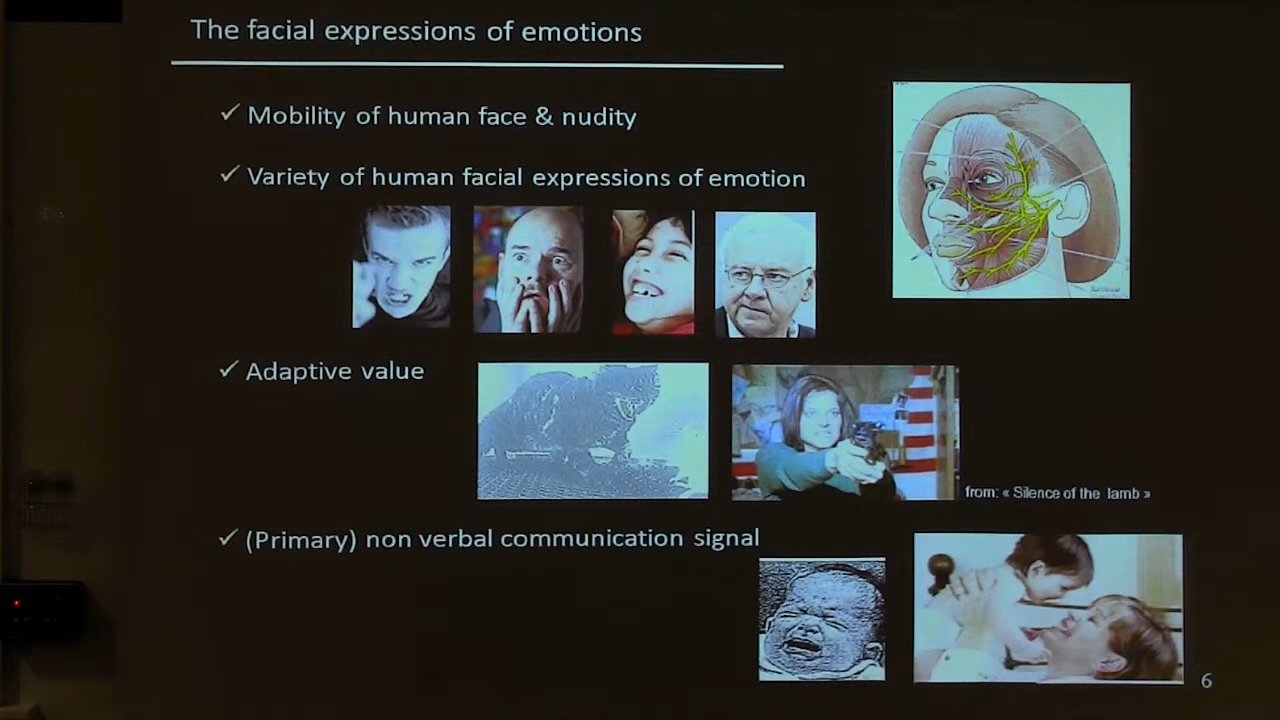 The facial expressions of emotions
✓ Mobility of human face & nudity
✓ Variety of human facial expressions of emotion
✓ Adaptive value
from: « Silence of the lamb »
✓ (Primary) non verbal communication signal
6